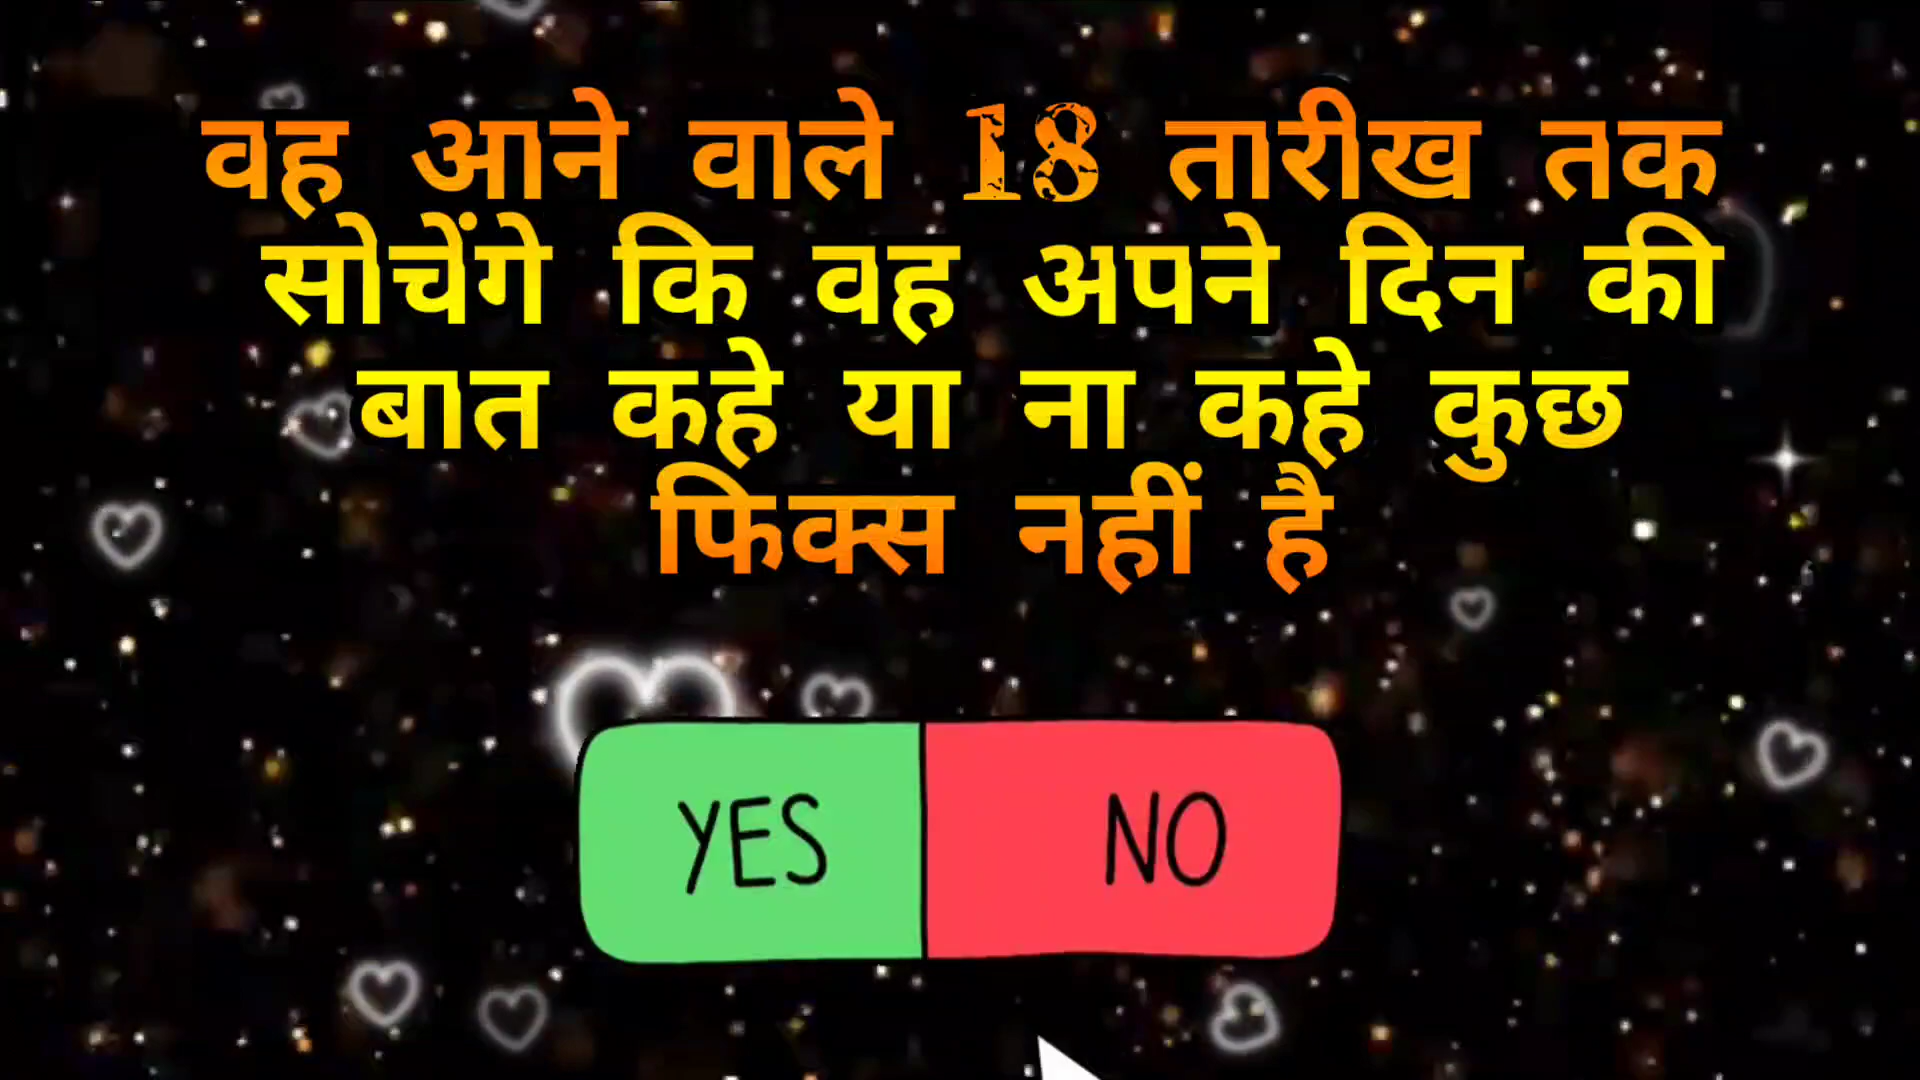 वह आने वाले 18 तारीख तक
सोचेंगे कि वह अपने दिन की
बात कहे या ना कहे कुछ
फिक्स नहीं है
YES NO